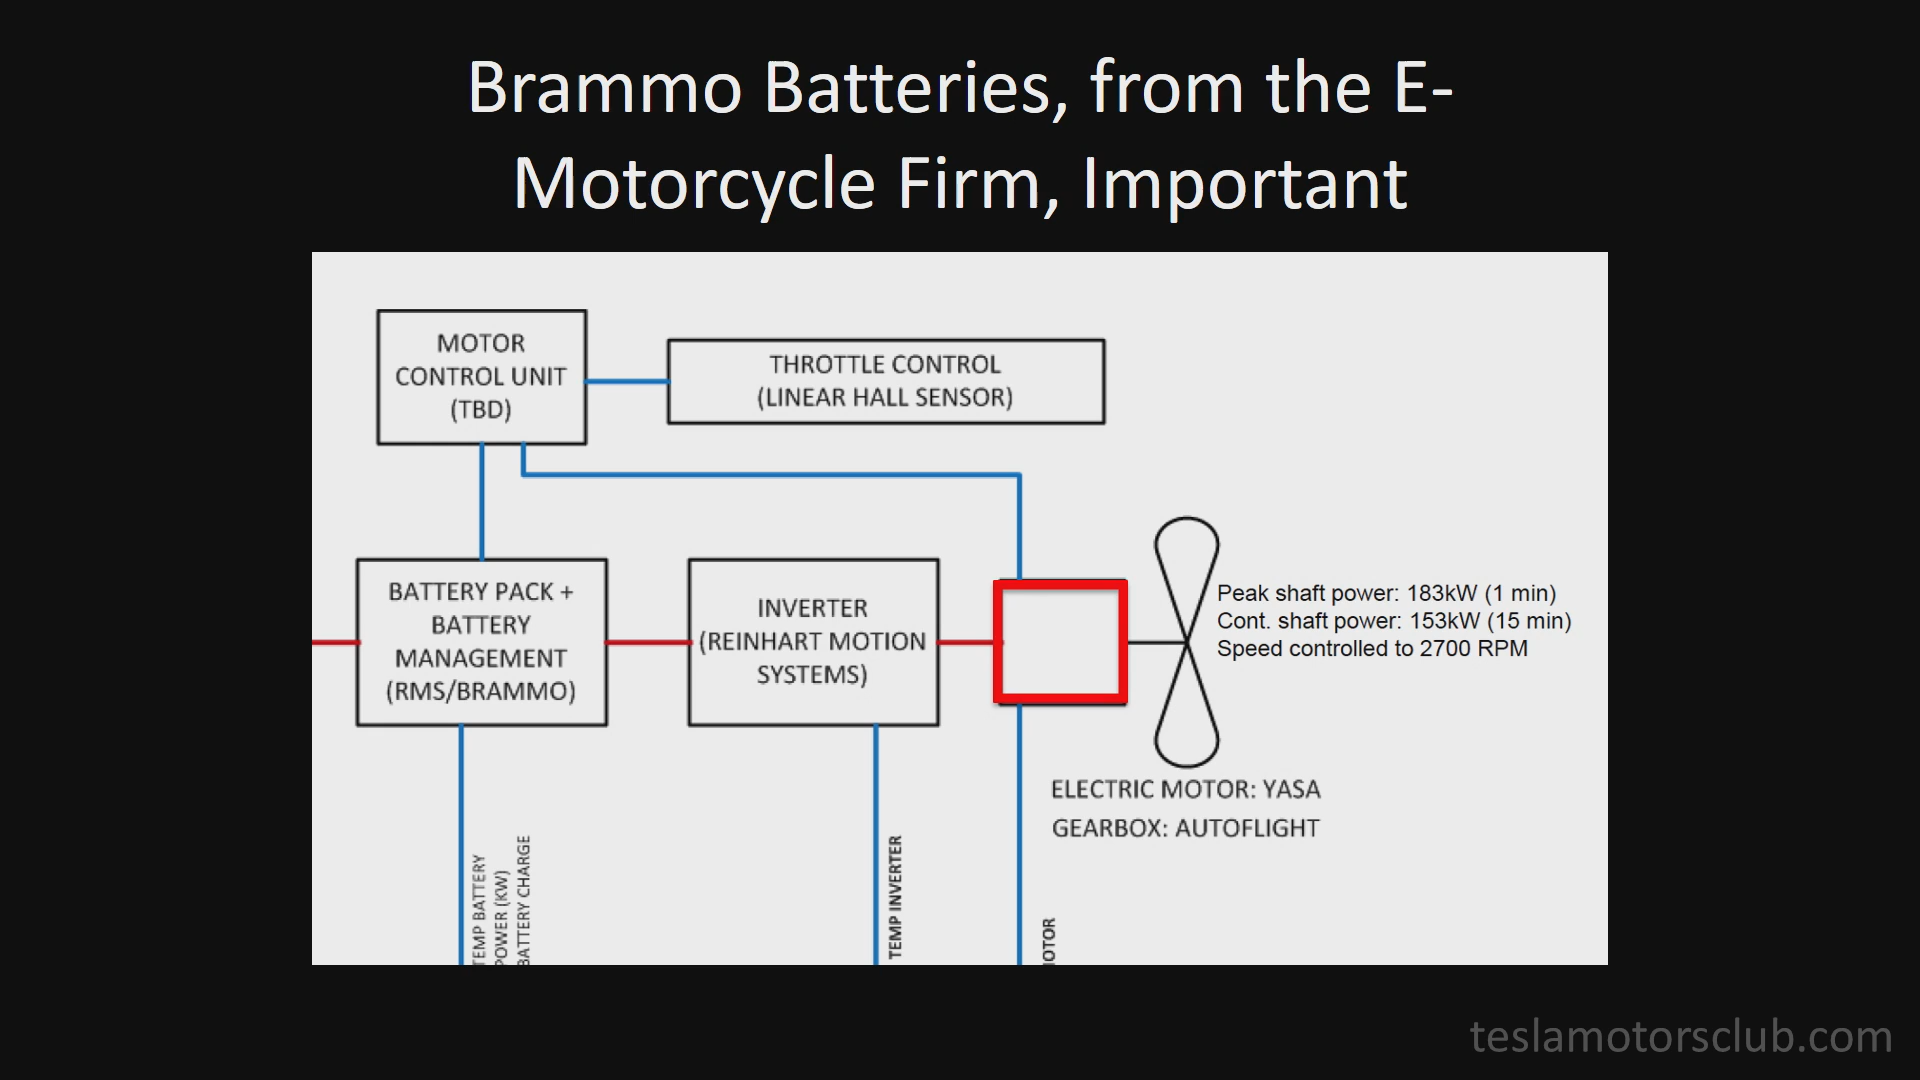 Brammo Batteries, from the E-
Motorcycle Firm, Important
MOTOR
CONTROL UNIT
(TBD)
THROTTLE CONTROL
(LINEAR HALL SENSOR)
BATTERY PACK +
BATTERY
MANAGEMENT
(RMS/BRAMMO)
INVERTER
(REINHART MOTION
SYSTEMS)
Peak shaft power: 183kW (1 min)
Cont. shaft power: 153kW (15 min)
Speed controlled to 2700 RPM
ELECTRIC MOTOR: YASA
GEARBOX: AUTOFLIGHT
TEMP BATTERY
POWER (KW)
BATTERY CHARGE
TEMP INVERTER
OTOR
teslamotorsclub.com